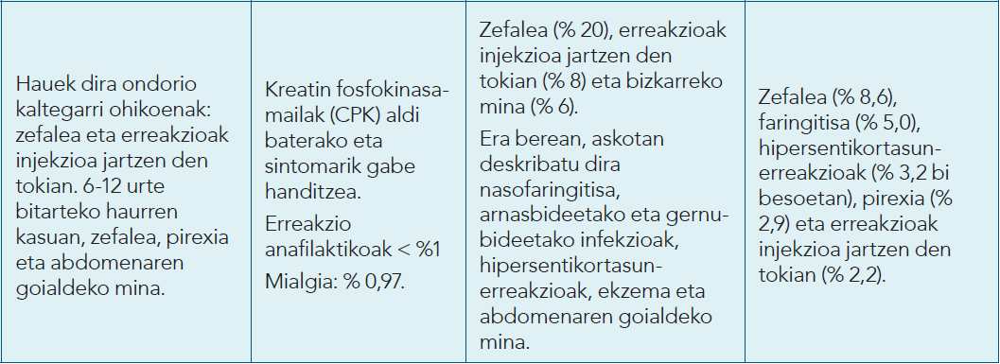 Hauek dira ondorio
kaltegarri ohikoenak:
zefalea eta erreakzioak
injekzioa jartzen den
tokian. 6-12 urte
bitarteko haurren
kasuan, zefalea, pirexia
eta abdomenaren
goialdeko mina.
Kreatin fosfokinasa-
mailak (CPK) aldi
baterako eta
sintomarik gabe
handitzea.
Erreakzio
anafilaktikoak < %1
Mialgia: % 0,97.
Zefalea (% 20), erreakzioak
injekzioa jartzen den
tokian (% 8) eta bizkarreko
mina (% 6).
Era berean, askotan
deskribatu dira
nasofaringitisa,
arnasbideetako eta gernu-
bideetako infekzioak,
hipersentikortasun-
erreakzioak, ekzema eta
abdomenaren goialdeko
mina.
Zefalea (% 8,6),
faringitisa (% 5,0),
hipersentikortasun-
erreakzioak (% 3,2 bi
besoetan), pirexia (%
2,9) eta erreakzioak
injekzioa jartzen den
tokian (% 2,2).